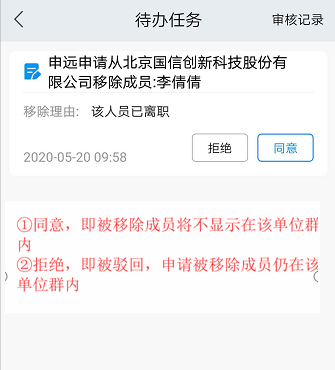 待办任务
审核记录
申远申请从北京国信创新科技股份有
限公司移除成员:李倩倩
移除理由: 该人员已离职
拒绝
同意
2020-05-20 09:58
①同意，即被移除成员将不显示在该单位群
内
②拒绝，即被驳回，申请被移除成员仍在该
单位群内